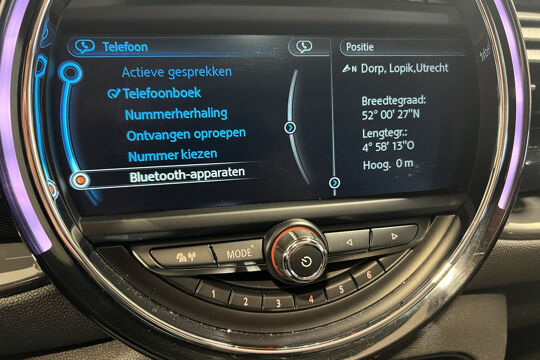 Telefoon
Actieve gesprekken
Telefoonboek
Nummerherhaling
Ontvangen oproepen
Nummer kiezen
Bluetooth-apparaten
Positie
N Dorp, Lopik,Utrecht
Breedtegraad:
52° 00' 27"N
Lengtegr.:
4° 58' 13"O
Hoog. 0 m
MODE
1 2 3 4 5 6